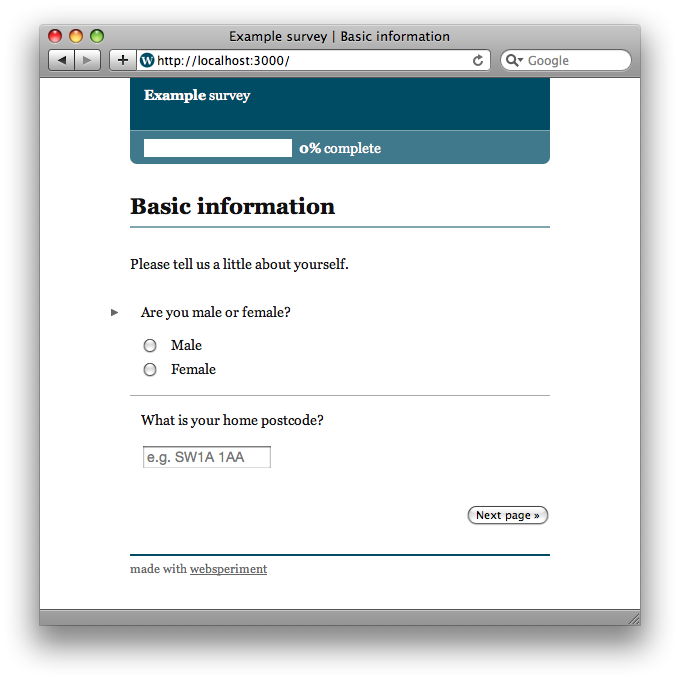 Example survey | Basic information
W http://localhost:3000/ Google
Example survey
0% complete
Basic information
Please tell us a little about yourself.
Are you male or female?
Male
Female
What is your home postcode?
e.g. SW1A 1AA
Next page »
made with websperiment